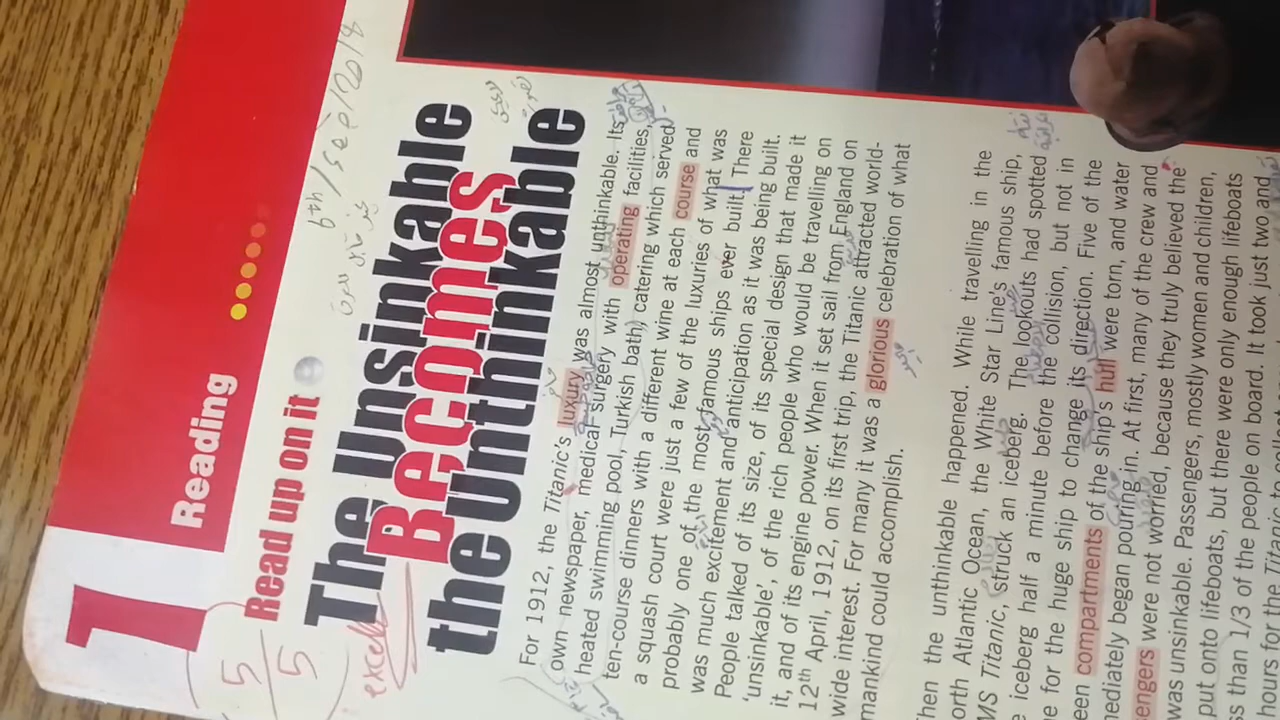 1
Reading
Read up on it
The Unsinkable
Becomes
the Unthinkable
6th/sep/2018
5/5
For 1912, the Titanic's luxury was almost unthinkable. Its
own newspaper, medical surgery with operating facilities,
heated swimming pool, Turkish bath, catering which served
ten-course dinners with a different wine at each course and
a squash court were just a few of the luxuries of what was
probably one of the most famous ships ever built. There
was much excitement and anticipation as it was being built.
People talked of its size, of its special design that made it
'unsinkable', of the rich people who would be travelling on
it, and of its engine power. When it set sail from England on
12th April, 1912, on its first trip, the Titanic attracted world-
wide interest. For many it was a glorious celebration of what
mankind could accomplish.
hen the unthinkable happened. While travelling in the
orth Atlantic Ocean, the White Star Line's famous ship,
MS Titanic, struck an iceberg. The lookouts had spotted
e iceberg half a minute before the collision, but not in
e for the huge ship to change its direction. Five of the
een compartments of the ship's hull were torn, and water
mediately began pouring in. At first, many of the crew and
engers were not worried, because they truly believed the
was unsinkable. Passengers, mostly women and children,
put onto lifeboats, but there were only enough lifeboats
s than 1/3 of the people on board. It took just two and
hours for the Titanic to